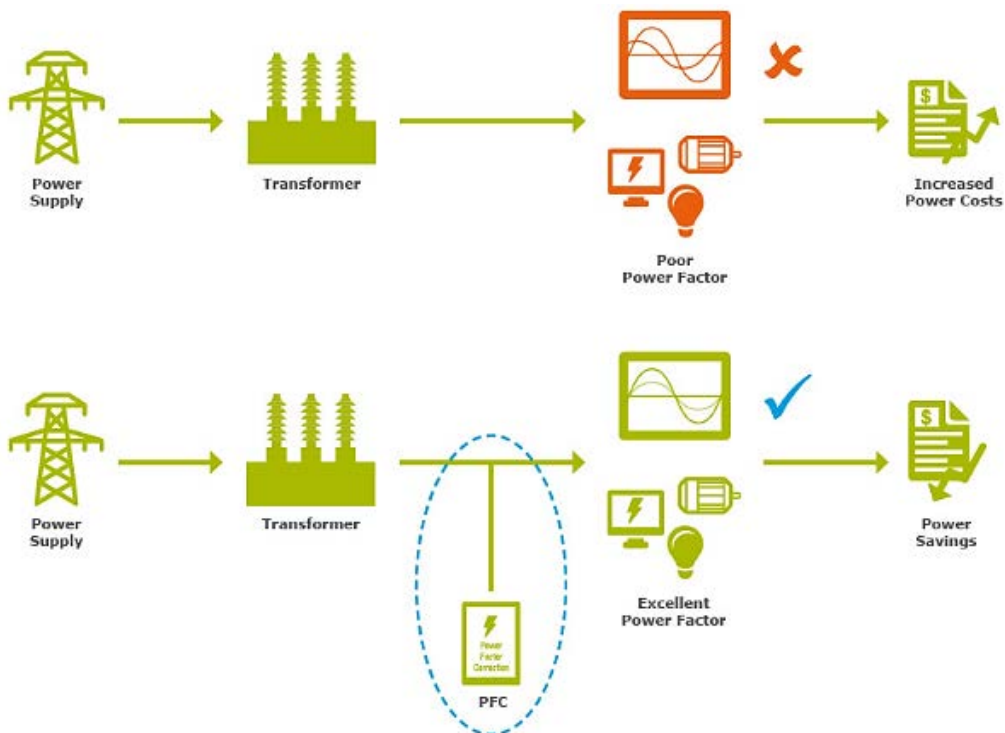 $
Power
Supply
Transformer
Poor
Power Factor
Increased
Power Costs
$
Power
Supply
Transformer
Excellent
Power Factor
Power
Savings
Power
Factor
Correction
PFC